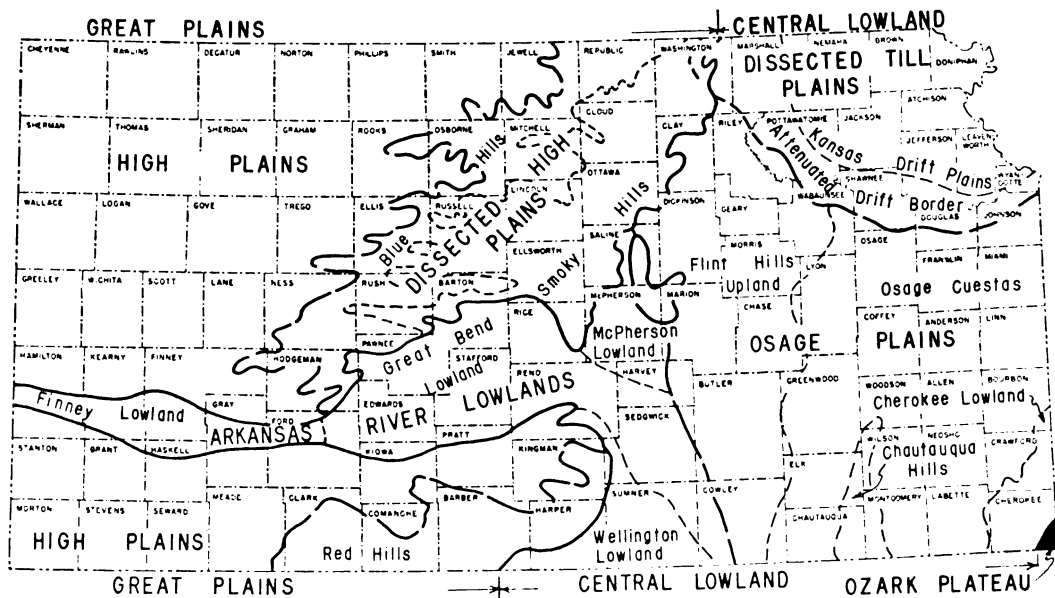 GREAT PLAINS
CENTRAL LOWLAND
CHEYENNE RAWLINS DECATUR NORTON PHILLIPS SMITH JEWELL REPUBLIC WASHINGTON MARSHALL NEMAHA BROWN
DONIPHAN
DISSECTED TILL
PLAINS
ATCHISON
SHERMAN THOMAS SHERIDAN GRAHAM ROOKS OSBORNE MITCHELL CLOUD CLAY RILEY POTTAWATOMIE JACKSON
JEFFERSON LEAVEN
WORTH
WYAN
DOTTE
HIGH PLAINS
Blue Hills
DISSECTED HIGH
PLAINS
Kansas Drift Plains
Attenuated Drift Border
OTTAWA
LINCOLN
SHAWNEE
WABAUNSEE
DOUGLAS JOHNSON
WALLACE LOGAN GOVE TREGO ELLIS RUSSELL DICKINSON GEARY
SALINE
ELLSWORTH
Smoky Hills
MORRIS
LYON
OSAGE
FRANKLIN MIAMI
Flint Hills
Upland
Osage Cuestas
GREELEY WICHITA SCOTT LANE NESS RUSH BARTON
RICE
McPHERSON MARION
CHASE
COFFEY
ANDERSON LINN
McPherson
Lowland
OSAGE PLAINS
PAWNEE
Great Bend
Lowland
STAFFORD
HAMILTON KEARNY FINNEY HODGEMAN
RENO
HARVEY
BUTLER
GREENWOOD
WOODSON ALLEN BOURBON
Cherokee Lowland
Finney Lowland
GRAY
FORD
EDWARDS
ARKANSAS RIVER LOWLANDS
SEDGWICK
STANTON GRANT HASKELL
KIOWA
PRATT
KINGMAN
WILSON NEOSHO CRAWFORD
Chautauqua
Hills
ELK
MORTON STEVENS SEWARD MEADE CLARK
COMANCHE
BARBER
HARPER
SUMNER
COWLEY
CHAUTAUQUA
MONTGOMERY LABETTE CHEROKEE
HIGH PLAINS
Red Hills
Wellington
Lowland
GREAT PLAINS
CENTRAL LOWLAND
OZARK PLATEAU